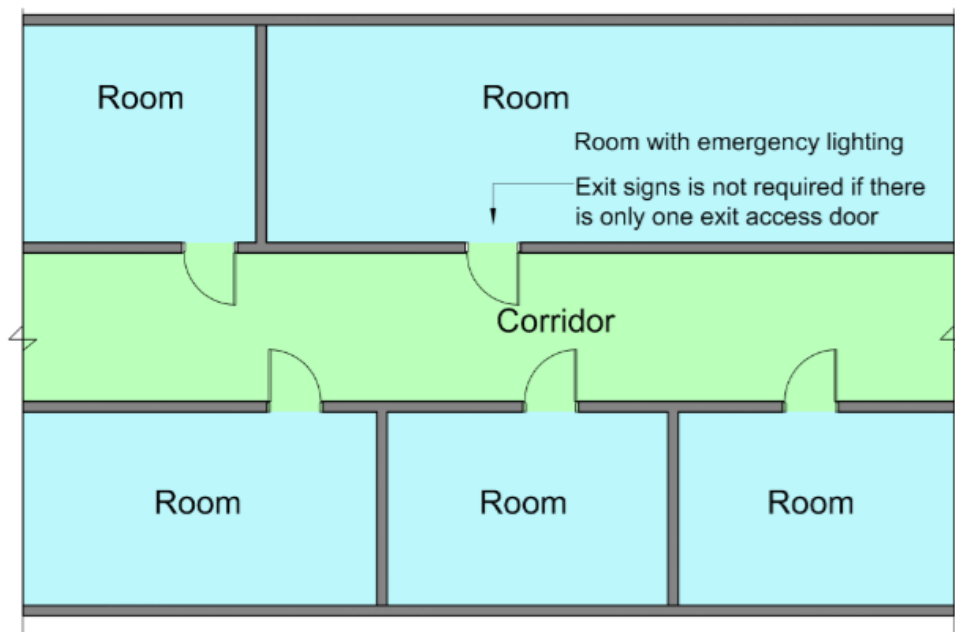 Room
Room
Room with emergency lighting
Exit signs is not required if there
is only one exit access door
Corridor
Room
Room
Room